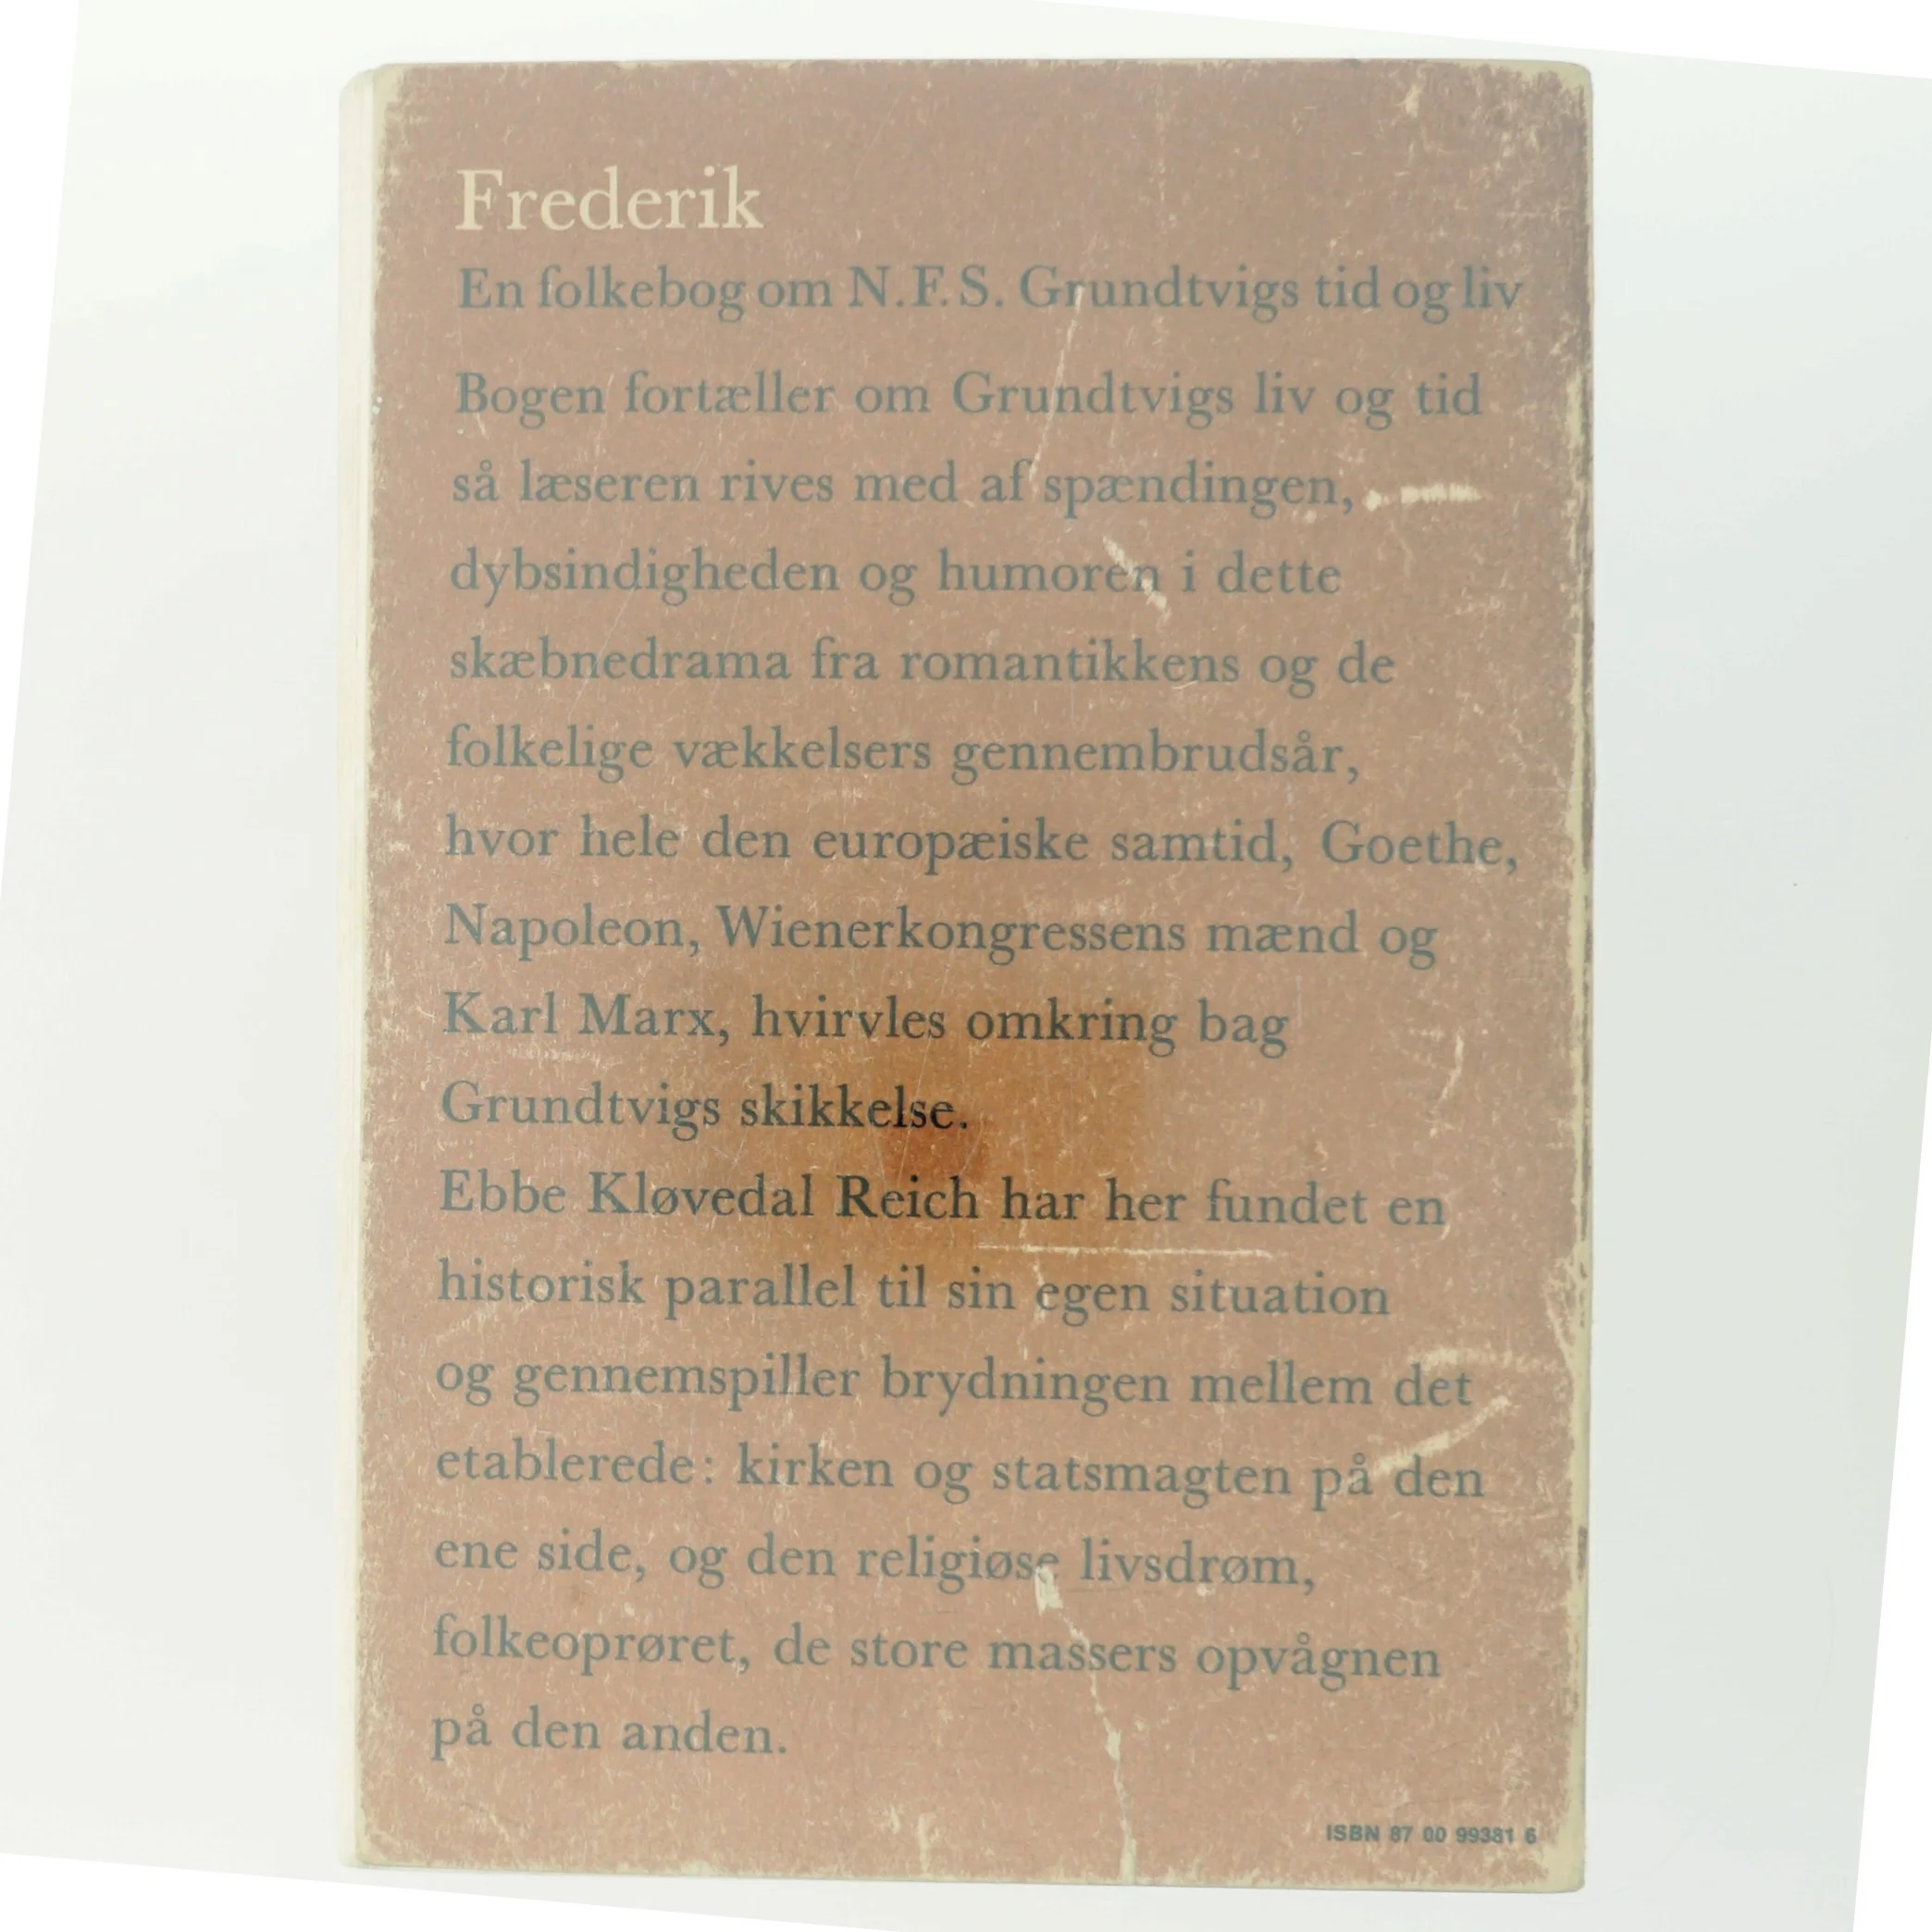 Frederik
En folkebog om N.F.S. Grundtvigs tid og liv
Bogen fortæller om Grundtvigs liv og tid
så læseren rives med af spændingen,
dybsindigheden og humoren i dette
skæbnedrama fra romantikkens og de
folkelige vækkelsers gennembrudsår,
hvor hele den europæiske samtid, Goethe,
Napoleon, Wienerkongressens mænd og
Karl Marx, hvirvles omkring bag
Grundtvigs skikkelse.
Ebbe Kløvedal Reich har her fundet en
historisk parallel til sin egen situation
og gennemspiller brydningen mellem det
etablerede: kirken og statsmagten på den
ene side, og den religiøse livsdrøm,
folkeoprøret, de store massers opvågnen
på den anden.
ISBN 87 00 99381 6